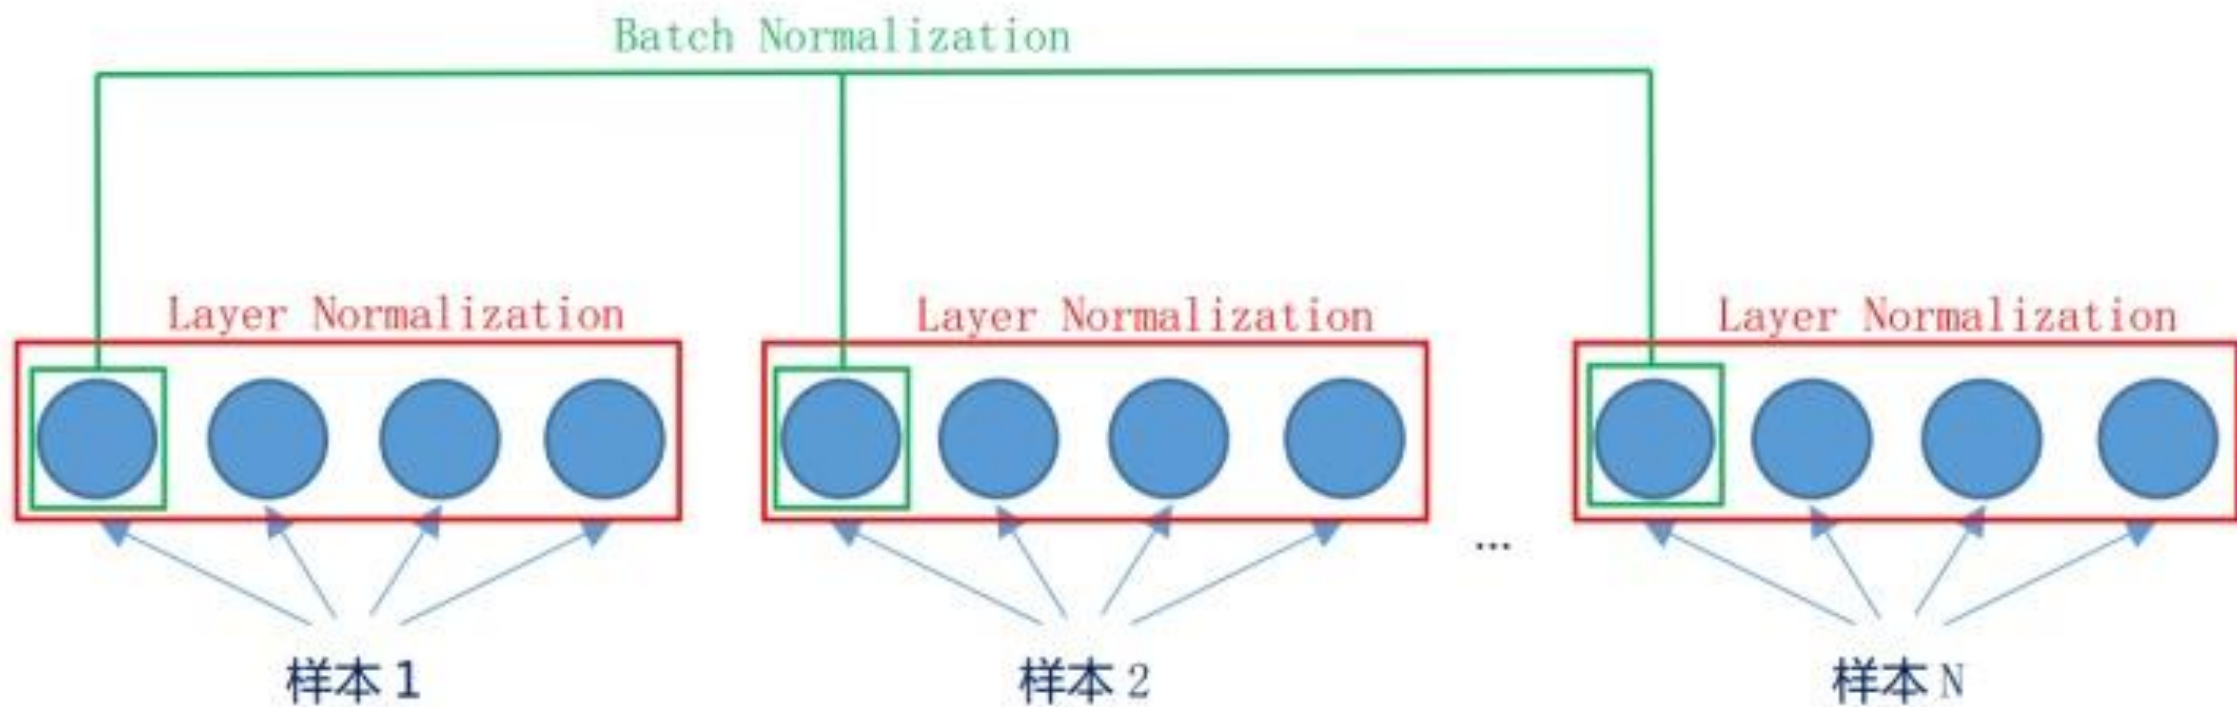 Batch Normalization
Layer Normalization
Layer Normalization
Layer Normalization
...
样本1
样本2
样本N